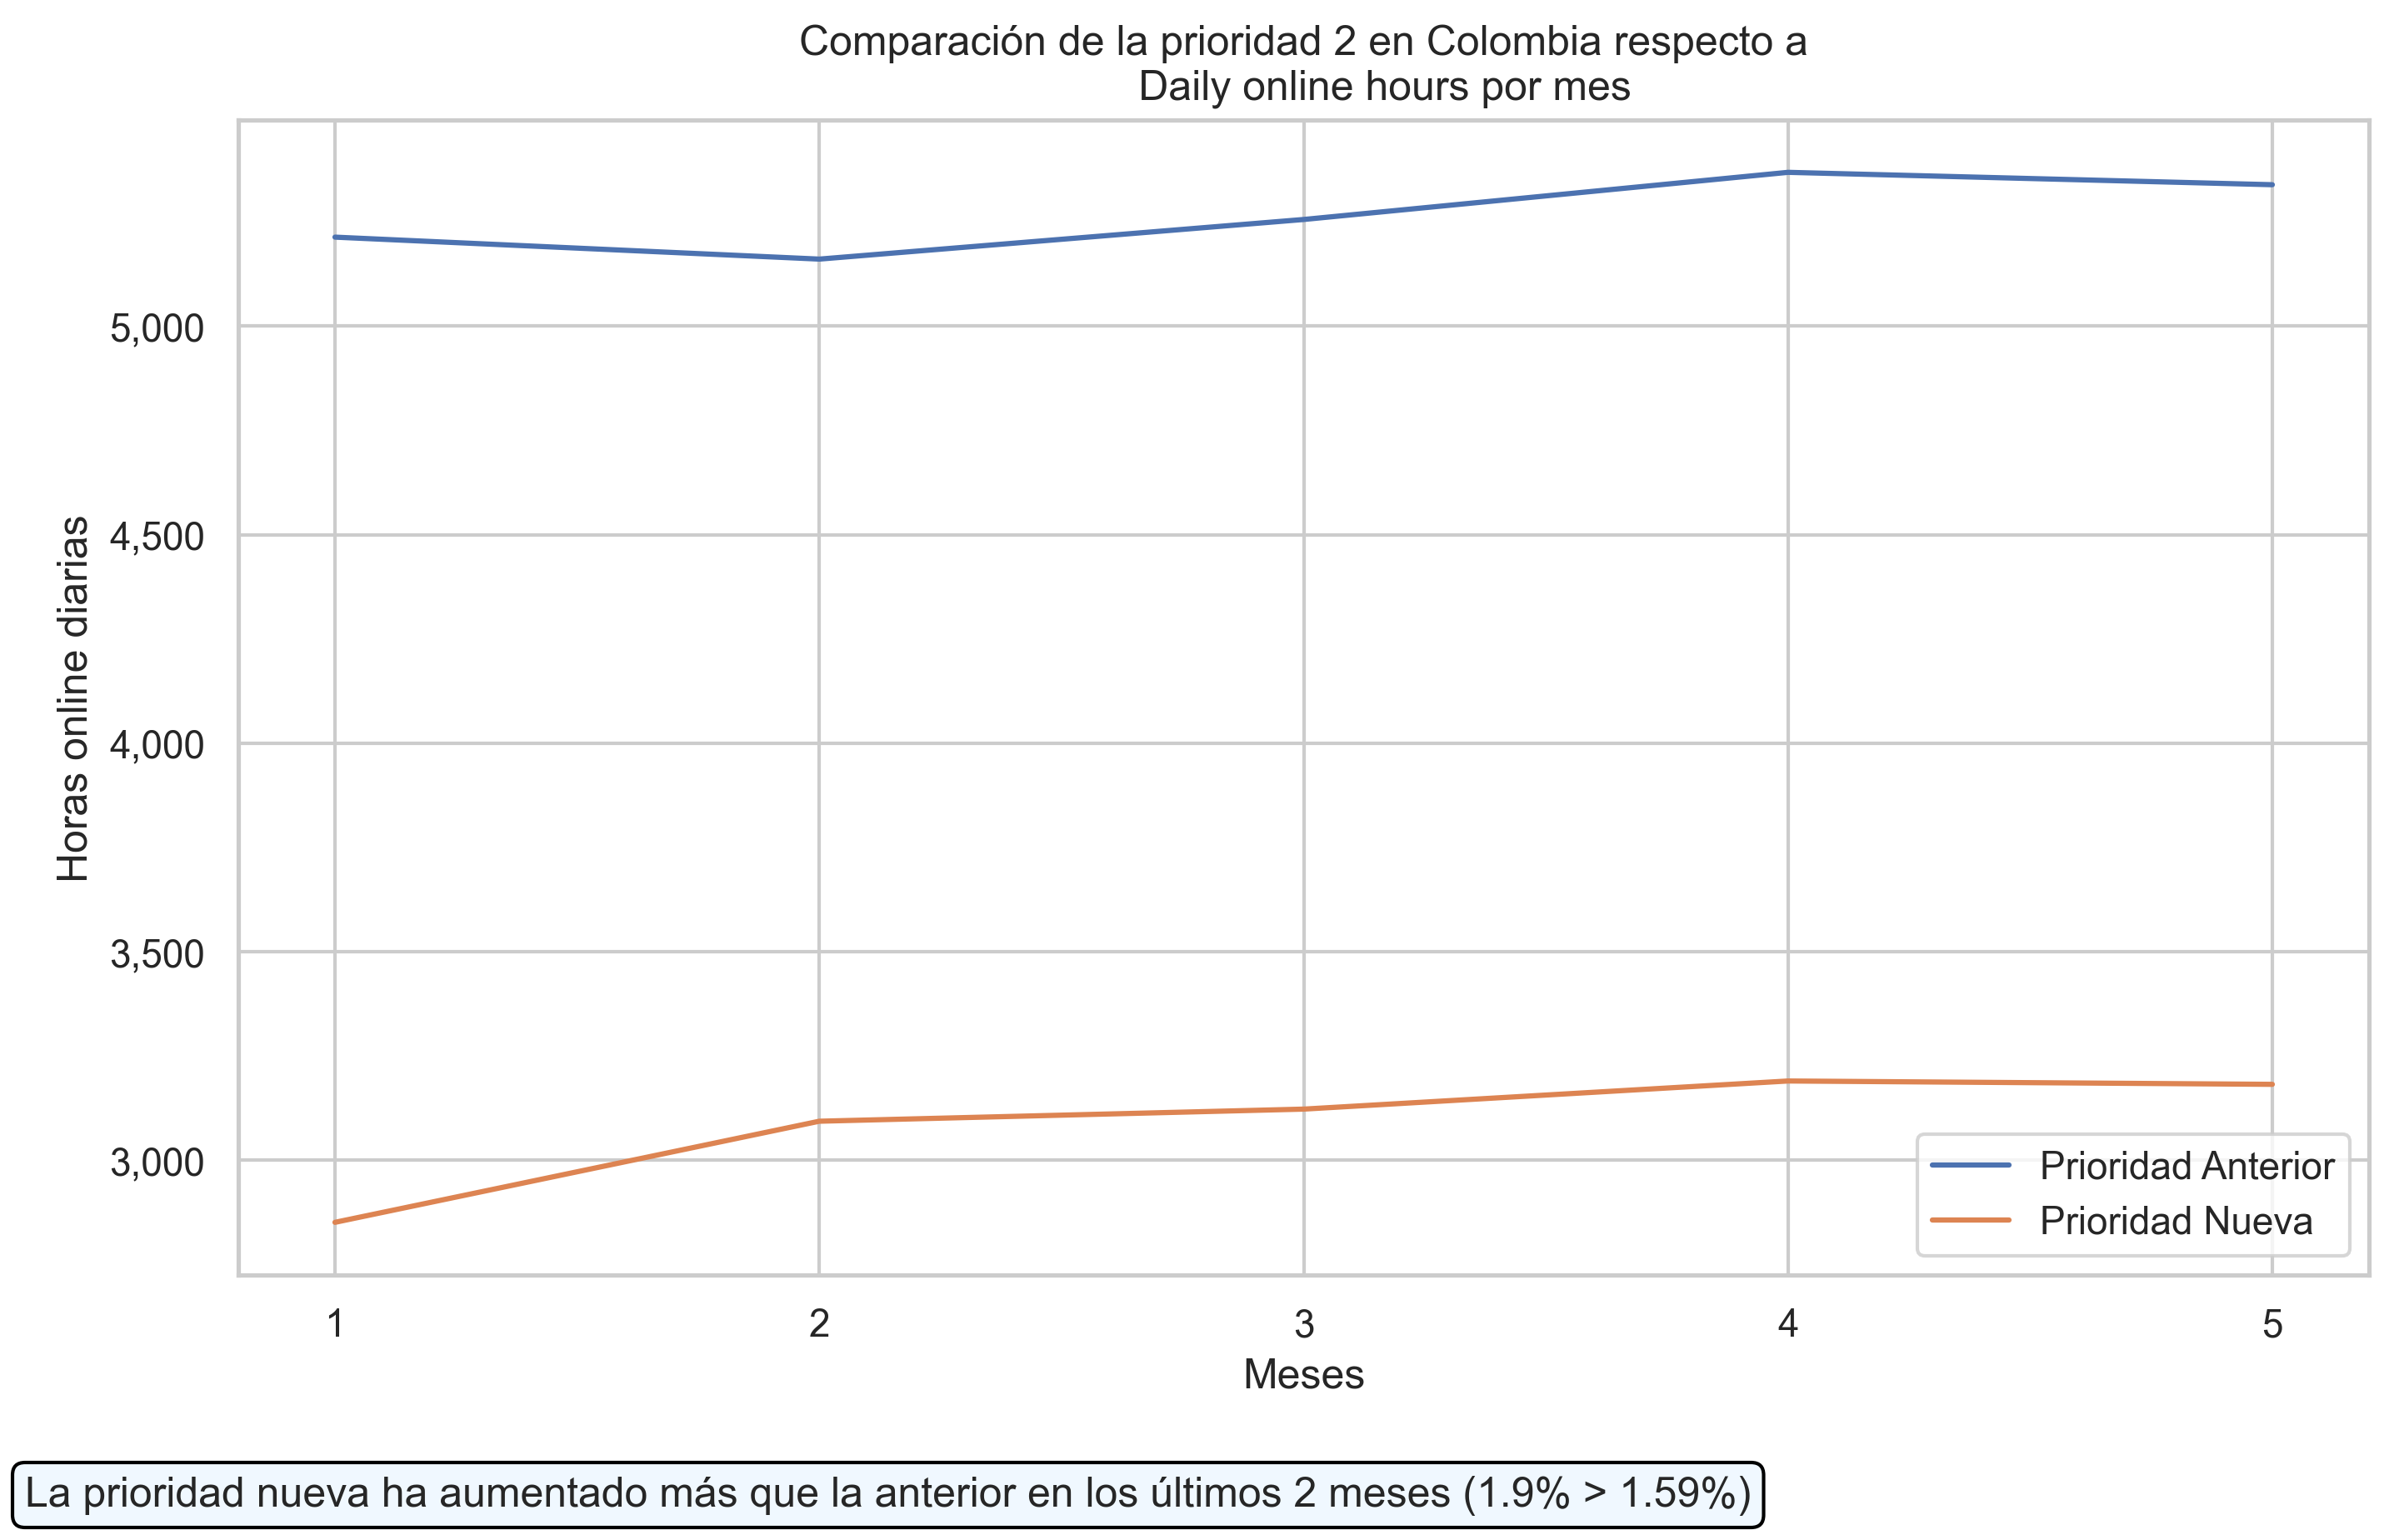 Comparación de la prioridad 2 en Colombia respecto a
Daily online hours por mes
Horas online diarias
5,000
4,500
4,000
3,500
3,000
Prioridad Anterior
Prioridad Nueva
1 2 3 4 5
Meses
La prioridad nueva ha aumentado más que la anterior en los últimos 2 meses (1.9% > 1.59%)